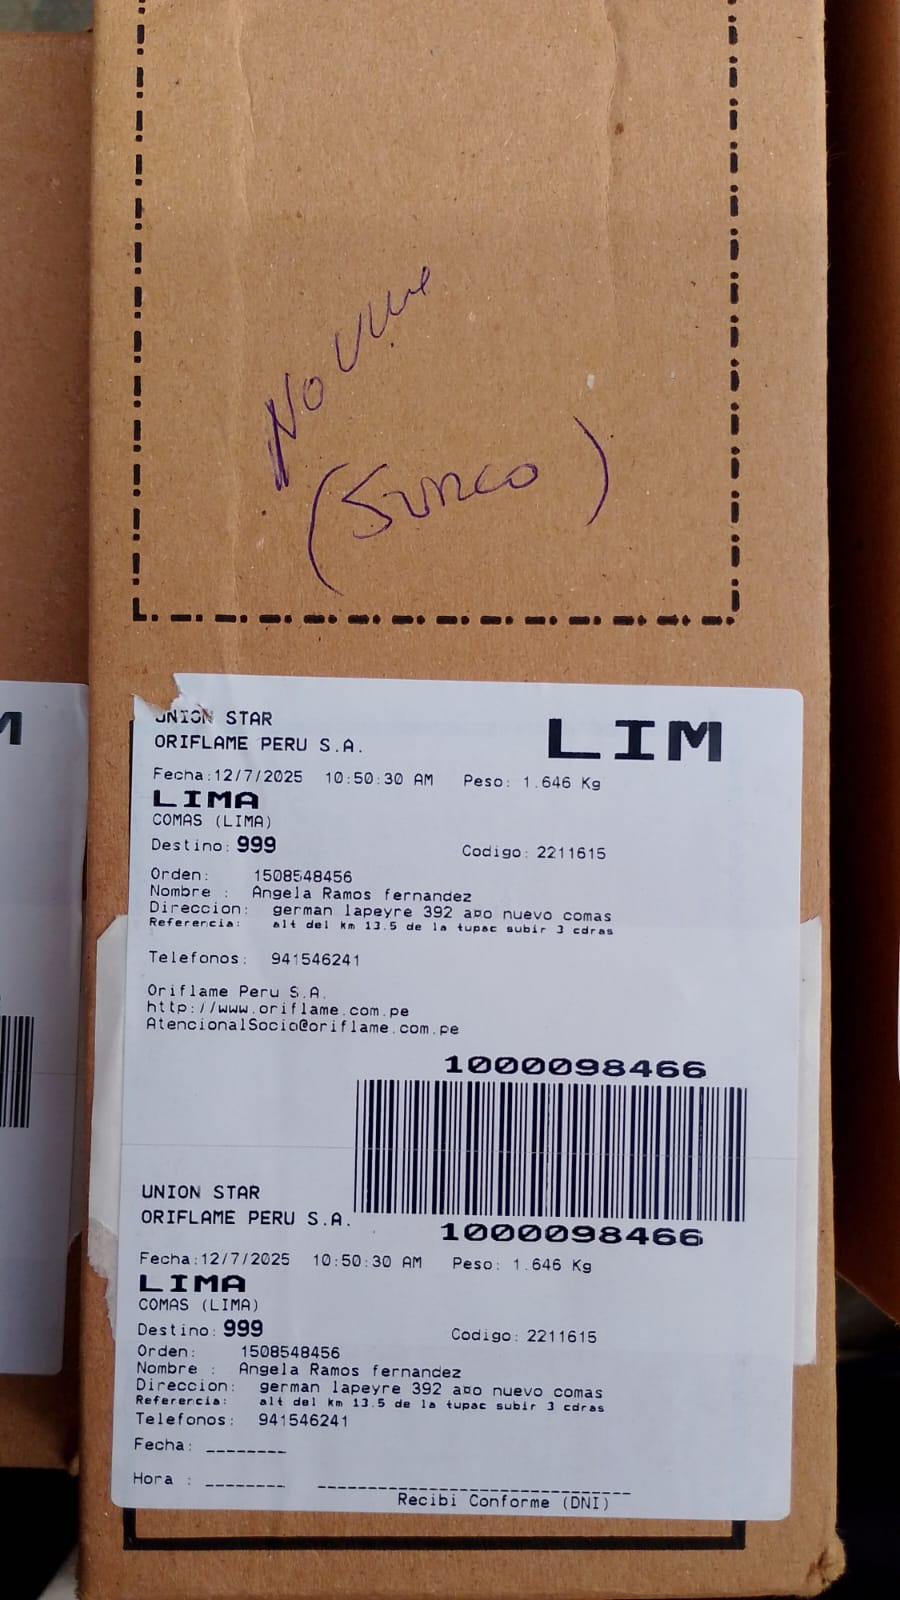 No vive
(Surco)
UNION STAR
ORIFLAME PERU S.A.
LIM
Fecha:12/7/2025 10:50:30 AM Peso: 1.646 Kg
LIMA
COMAS (LIMA)
Destino: 999
Codigo: 2211615
Orden: 1508548456
Nombre : Angela Ramos fernandez
Direccion: german lapeyre 392 aÐo nuevo comas
Referencia: alt del km 13.5 de la tupac subir 3 cdras
Telefonos: 941546241
Oriflame Peru S.A.
http://www.oriflame.com.pe
AtencionalSocio@oriflame.com.pe
1000098466
1000098466
UNION STAR
ORIFLAME PERU S.A.
Fecha:12/7/2025 10:50:30 AM Peso: 1.646 Kg
LIMA
COMAS (LIMA)
Destino: 999
Codigo: 2211615
Orden: 1508548456
Nombre : Angela Ramos fernandez
Direccion: german lapeyre 392 aÐo nuevo comas
Referencia: alt del km 13.5 de la tupac subir 3 cdras
Telefonos: 941546241
Fecha: ________
Hora : ________
Recibi Conforme (DNI)